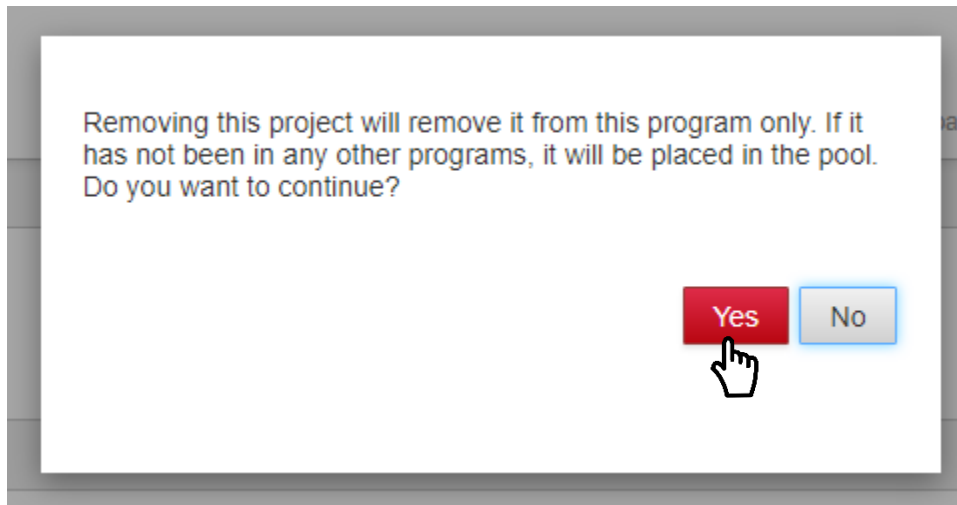 Removing this project will remove it from this program only. If it
has not been in any other programs, it will be placed in the pool.
Do you want to continue?
Yes No